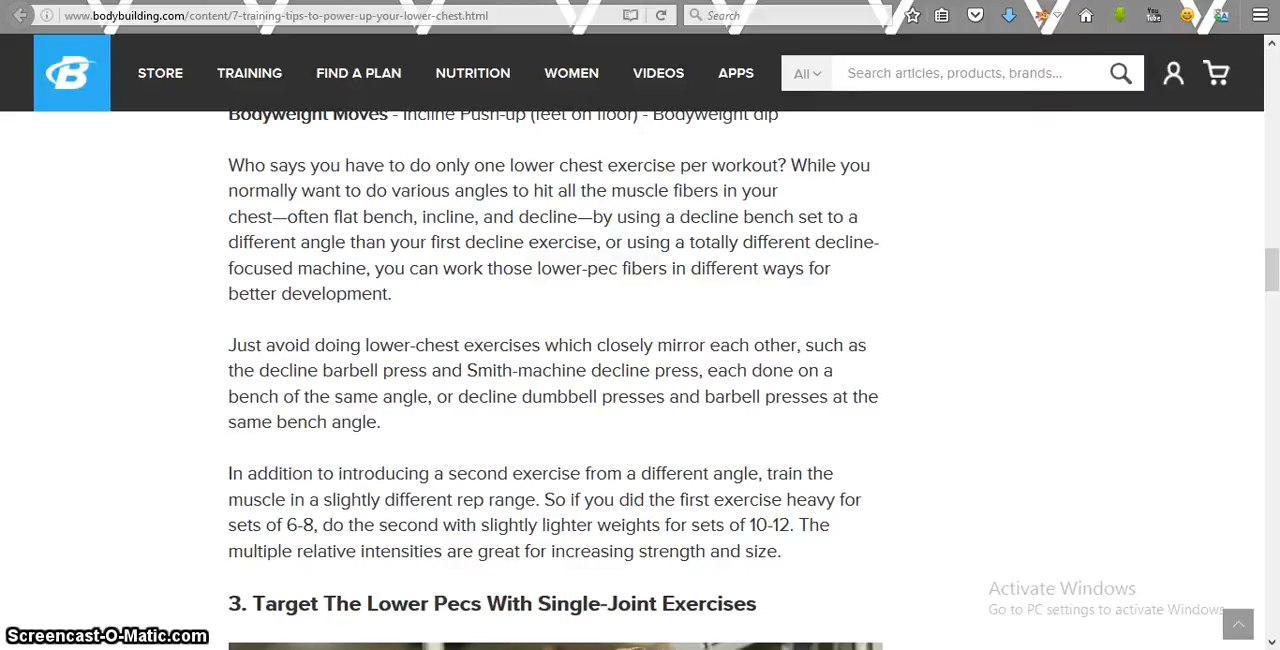 www.bodybuilding.com/content/7-training-tips-to-power-up-your-lower-chest.html
Search
You Tube
B
STORE
TRAINING
FIND A PLAN
NUTRITION
WOMEN
VIDEOS
APPS
All
Search articles, products, brands...
Bodyweight Moves - Incline Push-up (feet on floor) - Bodyweight dip
Who says you have to do only one lower chest exercise per workout? While you
normally want to do various angles to hit all the muscle fibers in your
chest—often flat bench, incline, and decline—by using a decline bench set to a
different angle than your first decline exercise, or using a totally different decline-
focused machine, you can work those lower-pec fibers in different ways for
better development.
Just avoid doing lower-chest exercises which closely mirror each other, such as
the decline barbell press and Smith-machine decline press, each done on a
bench of the same angle, or decline dumbbell presses and barbell presses at the
same bench angle.
In addition to introducing a second exercise from a different angle, train the
muscle in a slightly different rep range. So if you did the first exercise heavy for
sets of 6-8, do the second with slightly lighter weights for sets of 10-12. The
multiple relative intensities are great for increasing strength and size.
3. Target The Lower Pecs With Single-Joint Exercises
Activate Windows
Go to PC settings to activate Windows.
Screencast-O-Matic.com